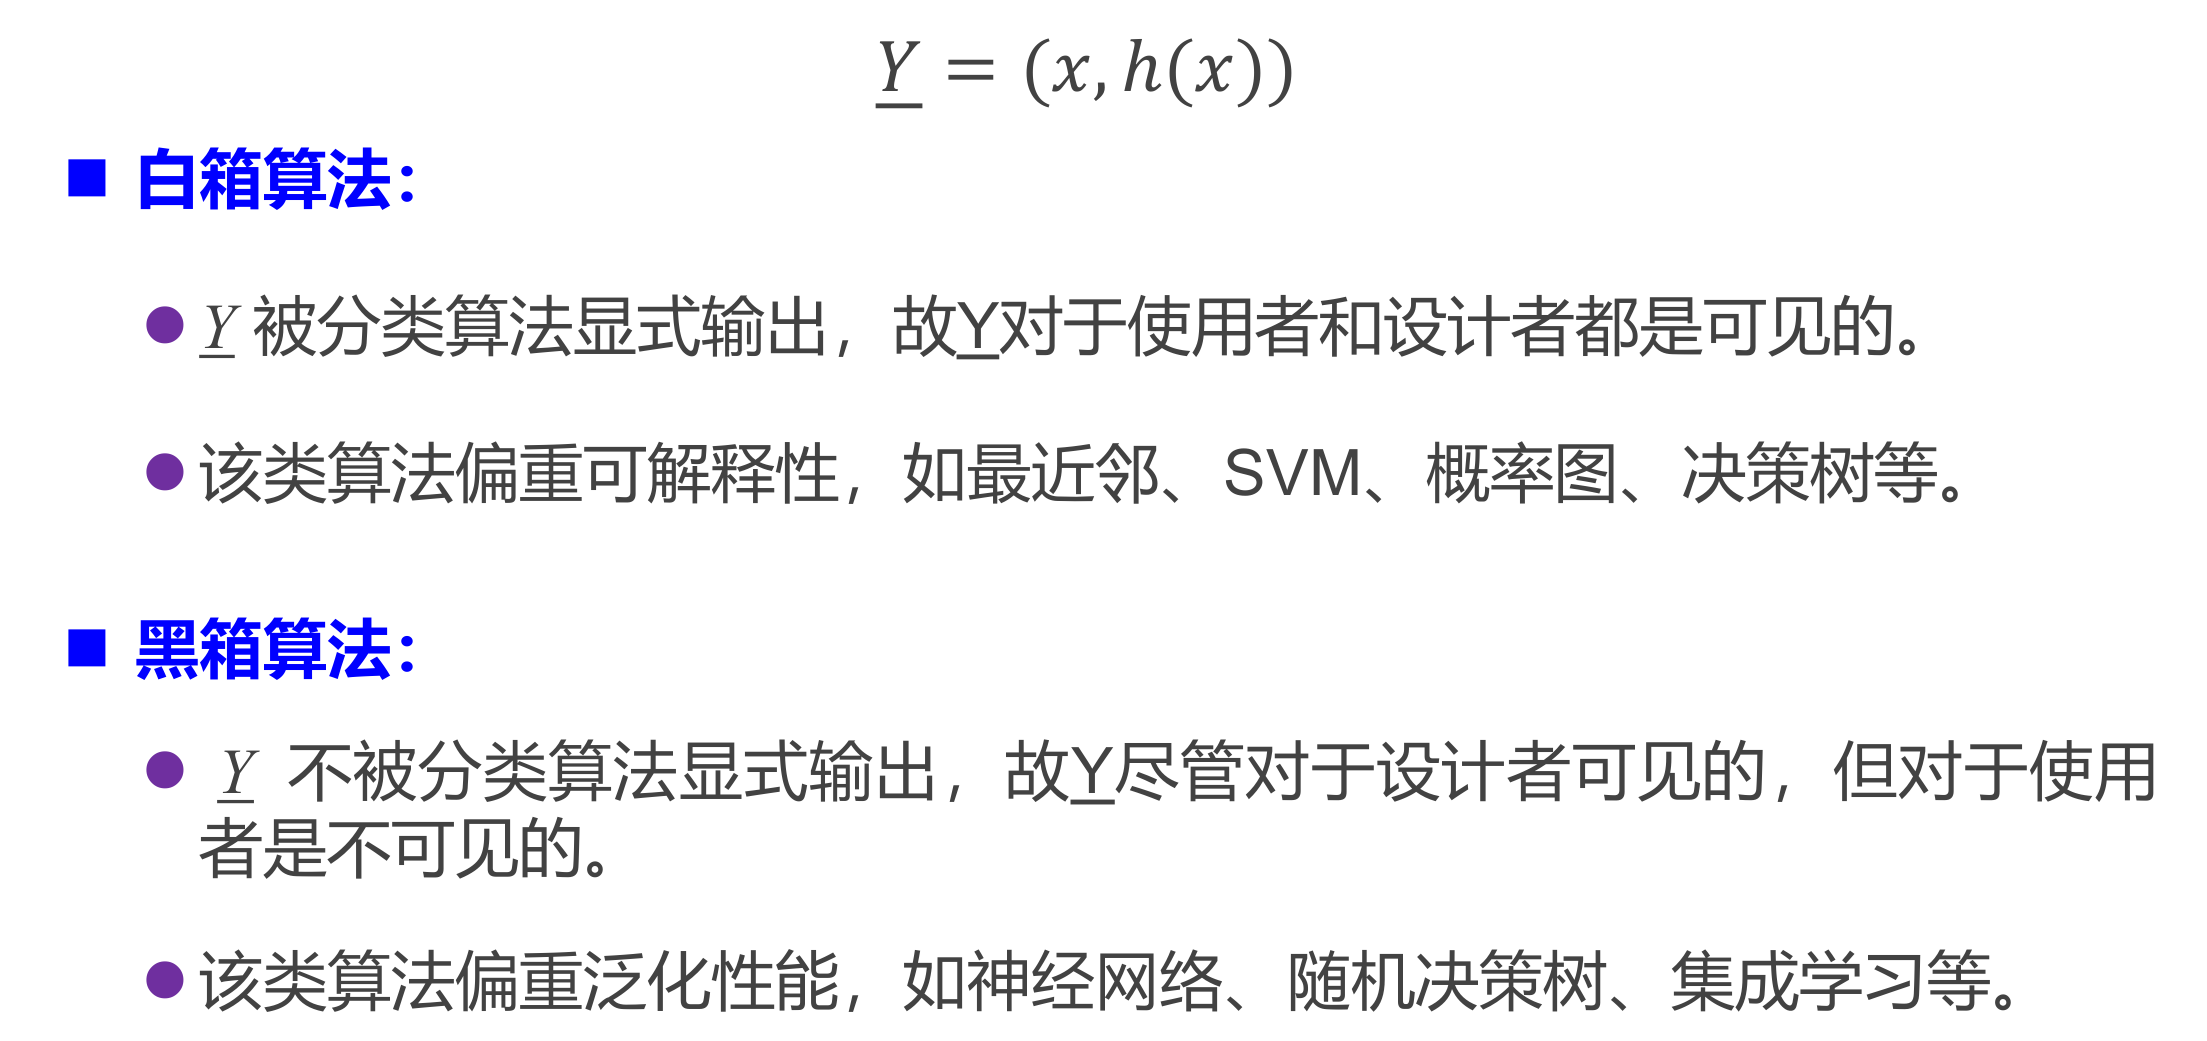 Y = (x, h(x))
■ 白箱算法：
● Y 被分类算法显式输出，故Y对于使用者和设计者都是可见的。
● 该类算法偏重可解释性，如最近邻、SVM、概率图、决策树等。
■ 黑箱算法：
● Y 不被分类算法显式输出，故Y尽管对于设计者可见的，但对于使用
者是不可见的。
● 该类算法偏重泛化性能，如神经网络、随机决策树、集成学习等。